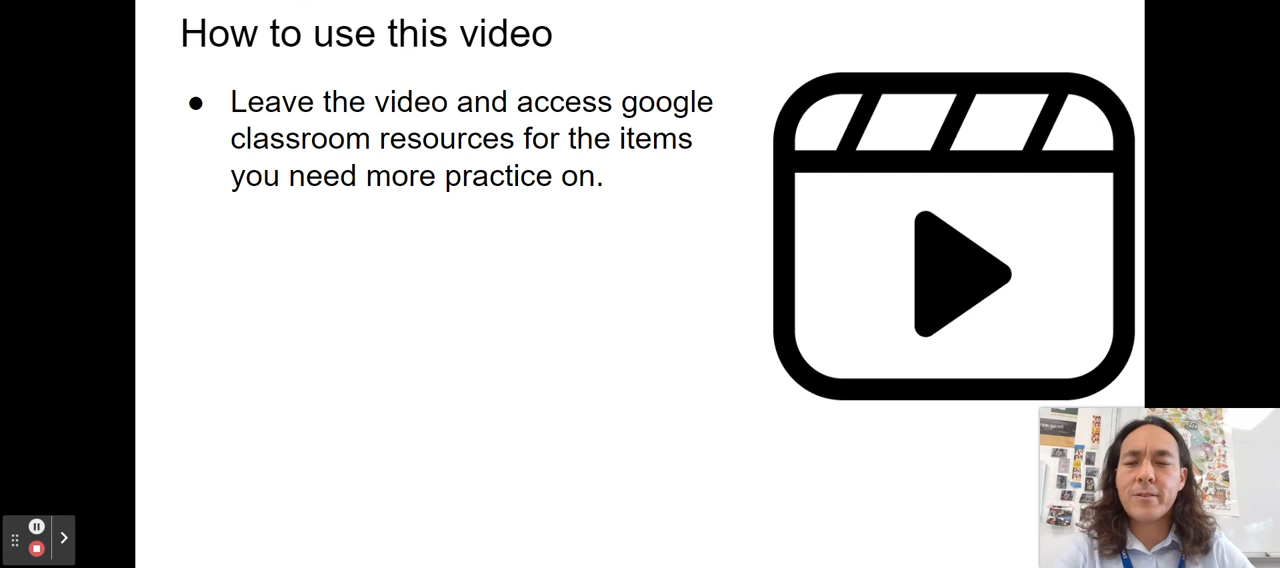 How to use this video
● Leave the video and access google
classroom resources for the items
you need more practice on.